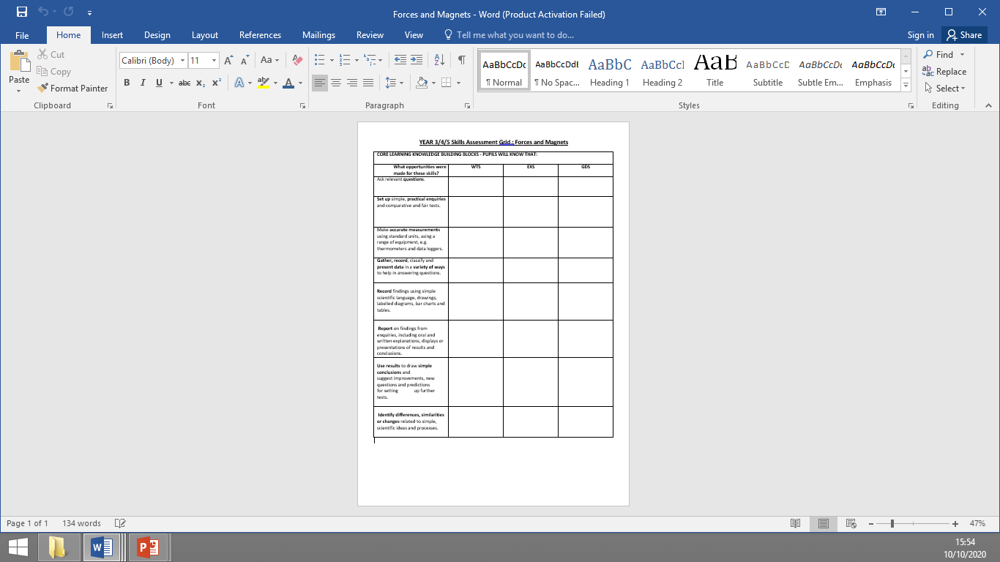 Forces and Magnets - Word (Product Activation Failed)
File Home Insert Design Layout References Mailings Review View Tell me what you want to do... Sign in Share
Paste
Cut
Copy
Format Painter
Clipboard
Calibri (Body) 11
Aa
B I U abc x₂ x² A ab A
Font
Paragraph
AaBbCcDc AaBbCcDdE AaBbC AaBbCcI AaB AaBbCcD AaBbCcDc AaBbCcDc
¶ Normal ¶ No Spac... Heading 1 Heading 2 Title Subtitle Subtle Em... Emphasis
Styles
Find
Replace
Select
Editing
YEAR 3/4/5 Skills Assessment Grid.: Forces and Magnets
CORE LEARNING KNOWLEDGE BUILDING BLOCKS - PUPILS WILL KNOW THAT:
What opportunities were
made for these skills?
WTS EXS GDS
Ask relevant questions.
Set up simple, practical enquiries
and comparative and fair tests.
Make accurate measurements
using standard units, using a
range of equipment, e.g.
thermometers and data loggers.
Gather, record, classify and
present data in a variety of ways
to help in answering questions.
Record findings using simple
scientific language, drawings,
labelled diagrams, bar charts and
tables.
Report on findings from
enquiries, including oral and
written explanations, displays or
presentations of results and
conclusions.
Use results to draw simple
conclusions and
suggest improvements, new
questions and predictions
for setting up further
tests.
Identify differences, similarities
or changes related to simple,
scientific ideas and processes.
Page 1 of 1 134 words 47%
15:54
10/10/2020